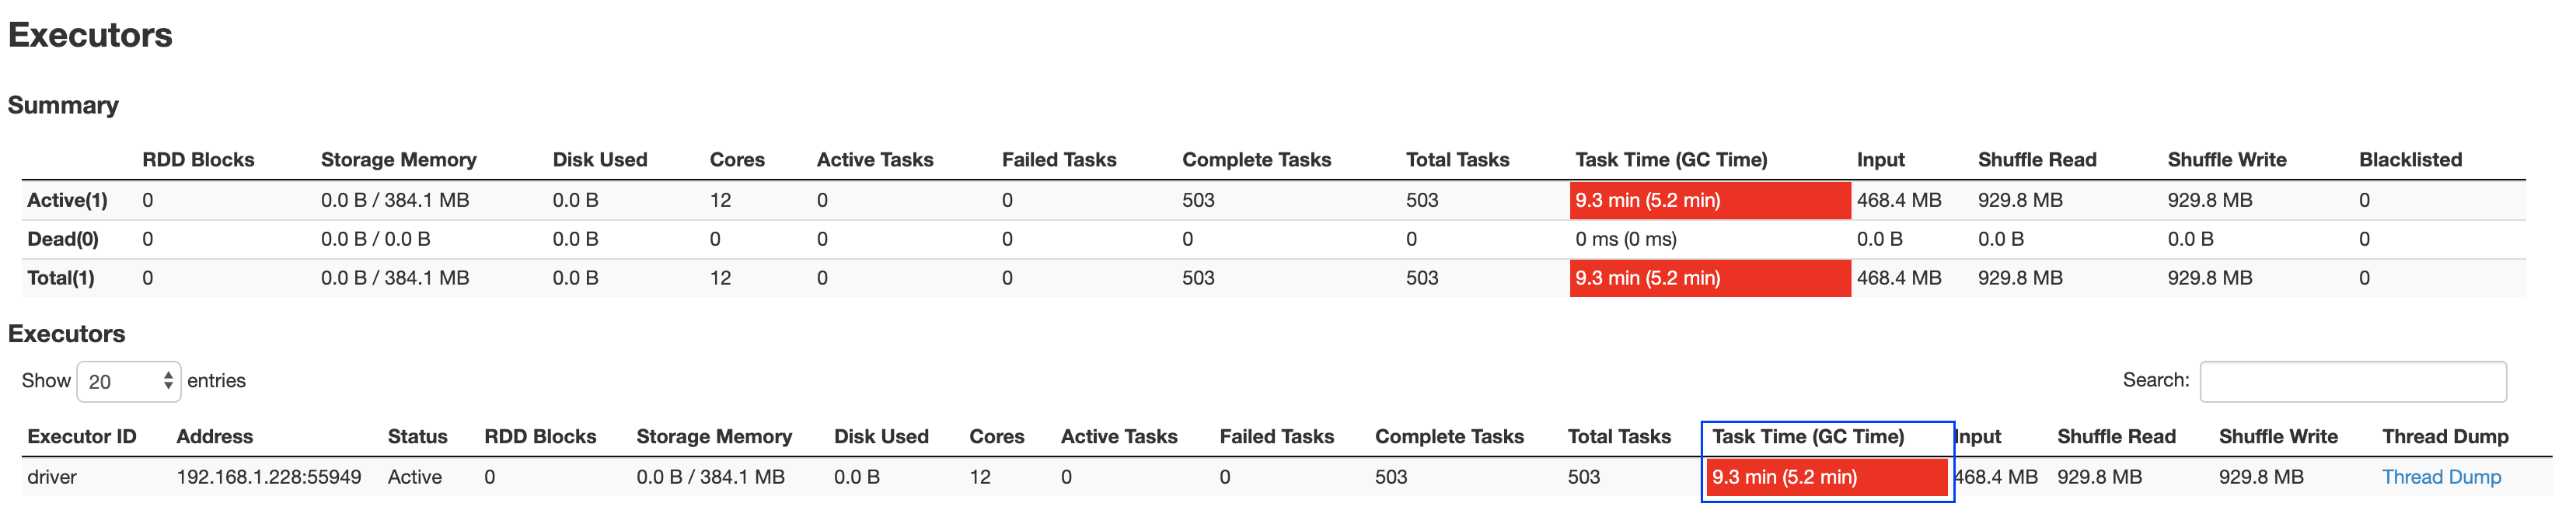 Executors
Summary
RDD Blocks Storage Memory Disk Used Cores Active Tasks Failed Tasks Complete Tasks Total Tasks Task Time (GC Time) Input Shuffle Read Shuffle Write Blacklisted
Active(1) 0 0.0 B / 384.1 MB 0.0 B 12 0 0 503 503 9.3 min (5.2 min) 468.4 MB 929.8 MB 929.8 MB 0
Dead(0) 0 0.0 B / 0.0 B 0.0 B 0 0 0 0 0 0 ms (0 ms) 0.0 B 0.0 B 0.0 B 0
Total(1) 0 0.0 B / 384.1 MB 0.0 B 12 0 0 503 503 9.3 min (5.2 min) 468.4 MB 929.8 MB 929.8 MB 0
Executors
Show 20 entries Search:
Executor ID Address Status RDD Blocks Storage Memory Disk Used Cores Active Tasks Failed Tasks Complete Tasks Total Tasks Task Time (GC Time) Input Shuffle Read Shuffle Write Thread Dump
driver 192.168.1.228:55949 Active 0 0.0 B / 384.1 MB 0.0 B 12 0 0 503 503 9.3 min (5.2 min) 468.4 MB 929.8 MB 929.8 MB Thread Dump